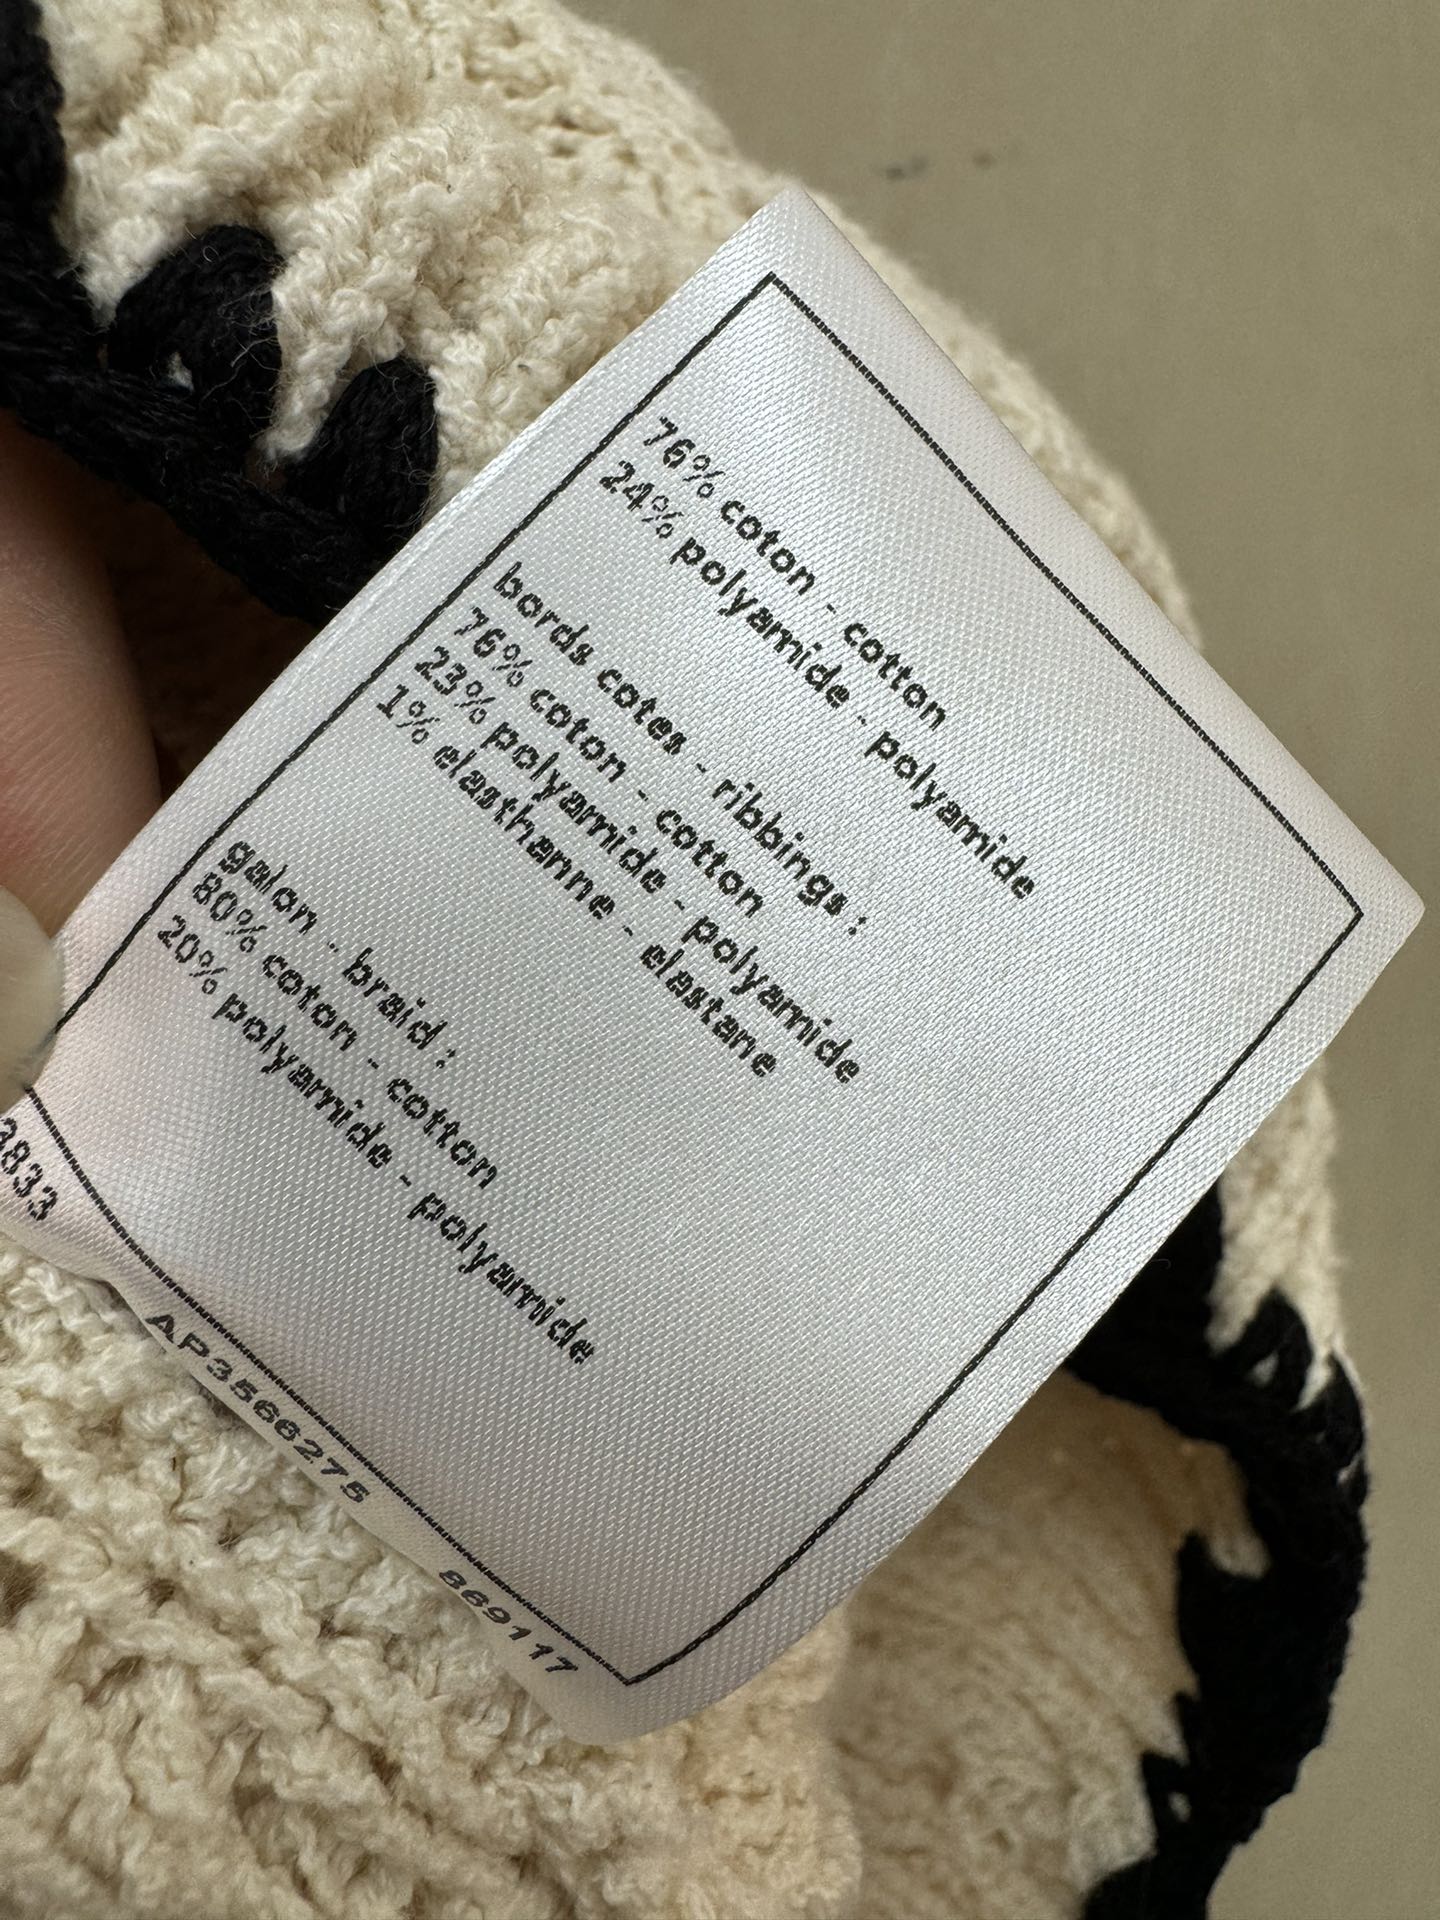 76% coton - cotton
24% polyamide - polyamide
bords cotes - ribbings :
76% coton - cotton
23% polyamide - polyamide
1% elasthanne - elastane
galon - braid :
80% coton - cotton
20% polyamide - polyamide
3833
AP3566275
869117